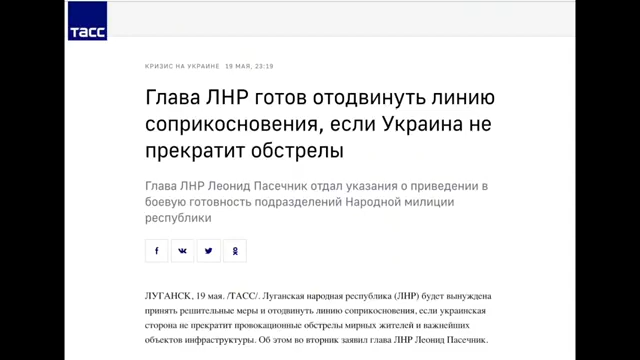 ТАСС
КРИЗИС НА УКРАИНЕ 19 МАЯ, 23:19
Глава ЛНР готов отодвинуть линию
соприкосновения, если Украина не
прекратит обстрелы
Глава ЛНР Леонид Пасечник отдал указания о приведении в
боевую готовность подразделений Народной милиции
республики
ЛУГАНСК, 19 мая. /ТАСС/. Луганская народная республика (ЛНР) будет вынуждена
принять решительные меры и отодвинуть линию соприкосновения, если украинская
сторона не прекратит провокационные обстрелы мирных жителей и важнейших
объектов инфраструктуры. Об этом во вторник заявил глава ЛНР Леонид Пасечник.